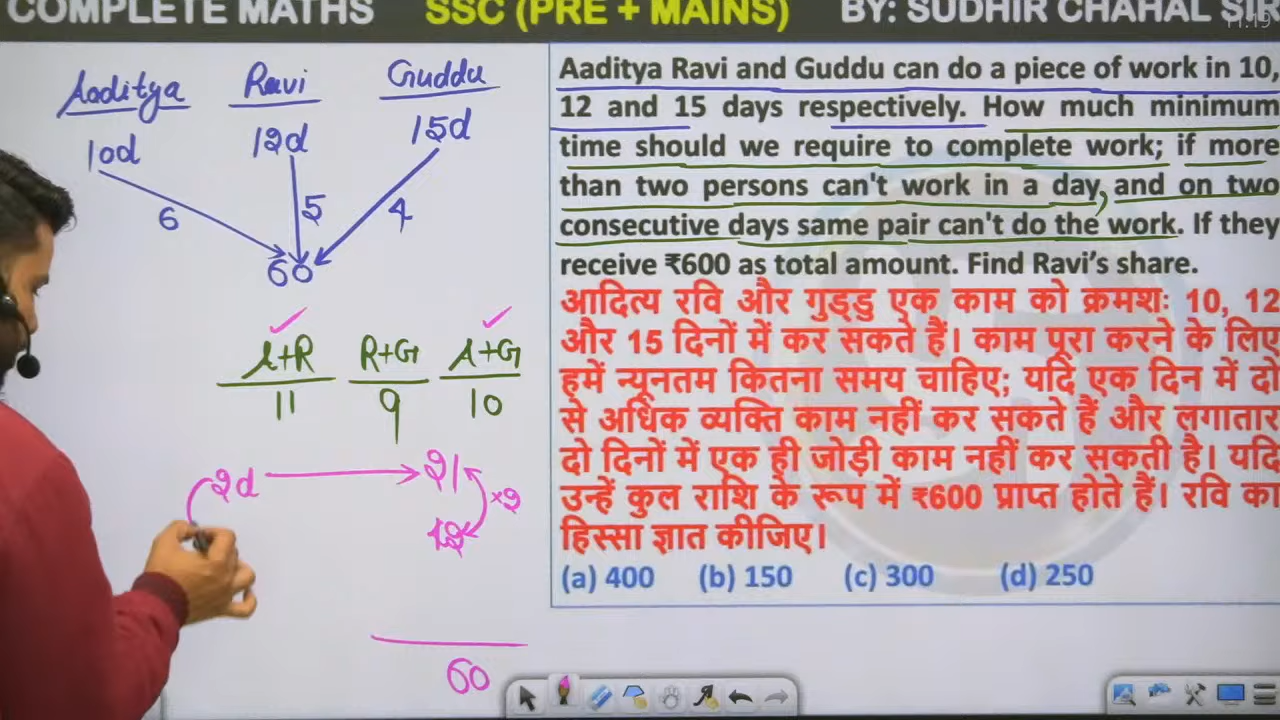 COMPLETE MATHS SSC (PRE + MAINS) BY: SUDHIR CHAHAL SIR
11:19
Aaditya Ravi Guddu
10d 12d 15d
6 5 4
60
A+R R+G A+G
11 9 10
2d 21
×2
42
60
Aaditya Ravi and Guddu can do a piece of work in 10,
12 and 15 days respectively. How much minimum
time should we require to complete work; if more
than two persons can't work in a day, and on two
consecutive days same pair can't do the work. If they
receive ₹600 as total amount. Find Ravi's share.
आदित्य रवि और गुड्डु एक काम को क्रमशः 10, 12
और 15 दिनों में कर सकते हैं। काम पूरा करने के लिए
हमें न्यूनतम कितना समय चाहिए; यदि एक दिन में दो
से अधिक व्यक्ति काम नहीं कर सकते हैं और लगातार
दो दिनों में एक ही जोड़ी काम नहीं कर सकती है। यदि
उन्हें कुल राशि के रूप में ₹600 प्राप्त होते हैं। रवि का
हिस्सा ज्ञात कीजिए।
(a) 400 (b) 150 (c) 300 (d) 250